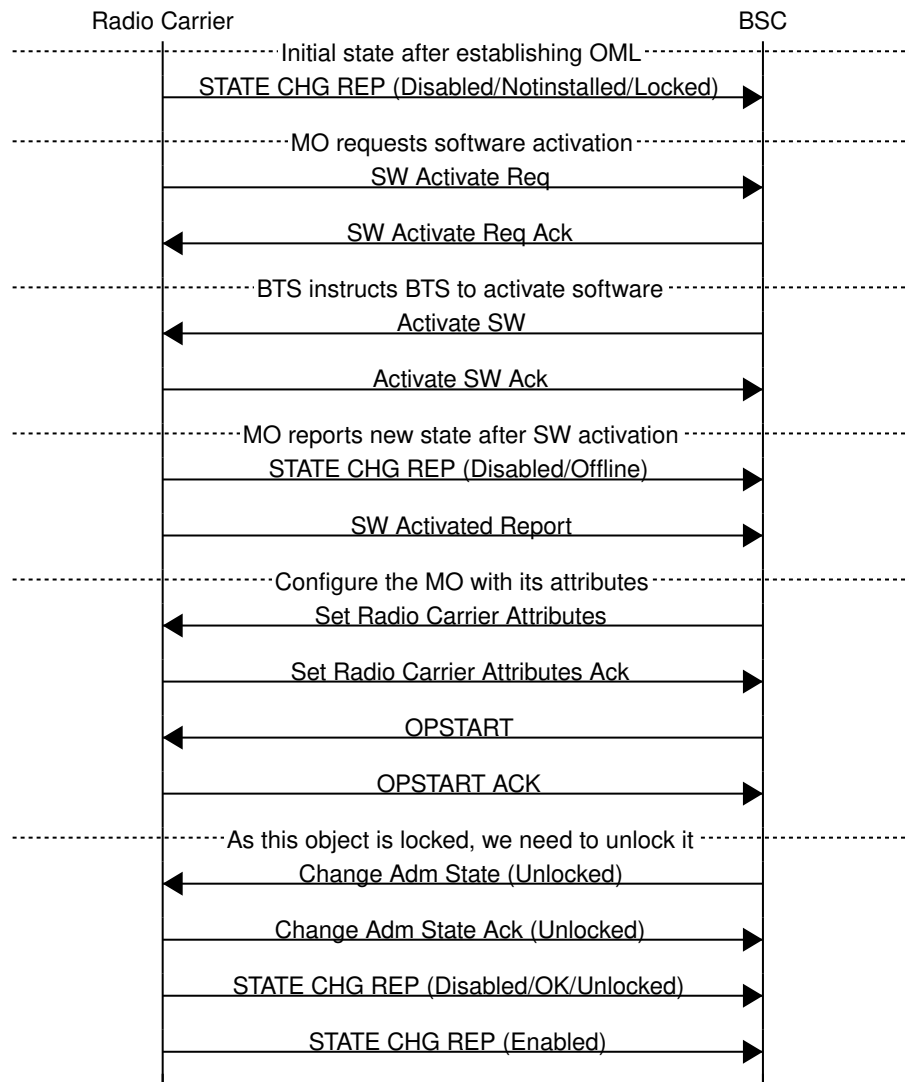 Radio Carrier BSC
Initial state after establishing OML
STATE CHG REP (Disabled/Notinstalled/Locked)
MO requests software activation
SW Activate Req
SW Activate Req Ack
BTS instructs BTS to activate software
Activate SW
Activate SW Ack
MO reports new state after SW activation
STATE CHG REP (Disabled/Offline)
SW Activated Report
Configure the MO with its attributes
Set Radio Carrier Attributes
Set Radio Carrier Attributes Ack
OPSTART
OPSTART ACK
As this object is locked, we need to unlock it
Change Adm State (Unlocked)
Change Adm State Ack (Unlocked)
STATE CHG REP (Disabled/OK/Unlocked)
STATE CHG REP (Enabled)